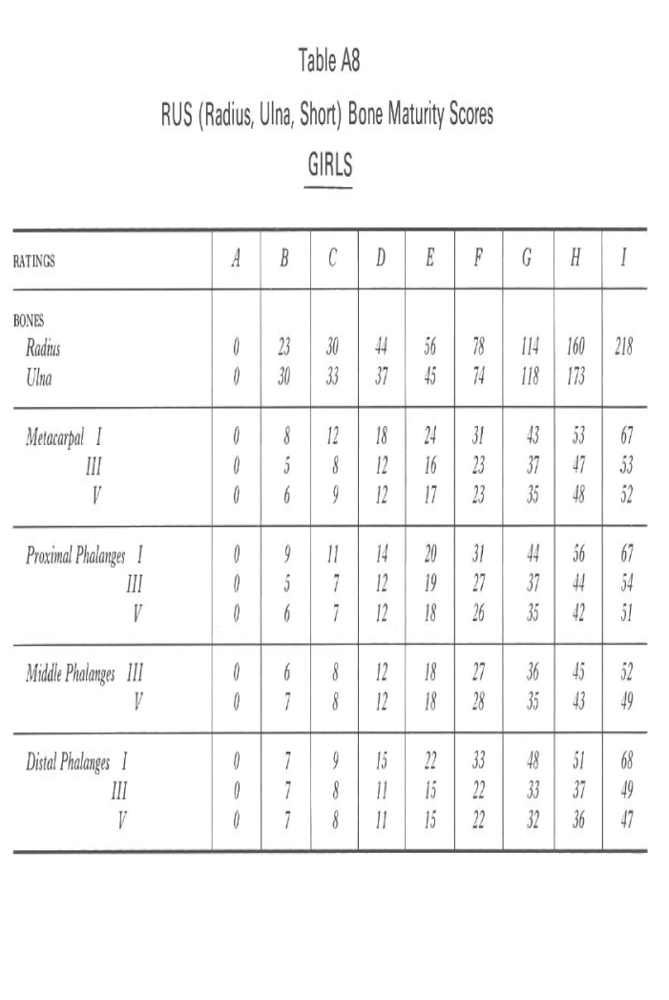 Table A8
RUS (Radius, Ulna, Short) Bone Maturity Scores
GIRLS
RATINGS A B C D E F G H I
BONES
Radius 0 23 30 44 56 78 114 160 218
Ulna 0 30 33 37 45 74 118 173
Metacarpal I 0 8 12 18 24 31 43 53 67
III 0 5 8 12 16 23 37 47 53
V 0 6 9 12 17 23 35 48 52
Proximal Phalanges I 0 9 11 14 20 31 44 56 67
III 0 5 7 12 19 27 37 44 54
V 0 6 7 12 18 26 35 42 51
Middle Phalanges III 0 6 8 12 18 27 36 45 52
V 0 7 8 12 18 28 35 43 49
Distal Phalanges I 0 7 9 15 22 33 48 51 68
III 0 7 8 11 15 22 33 37 49
V 0 7 8 11 15 22 32 36 47